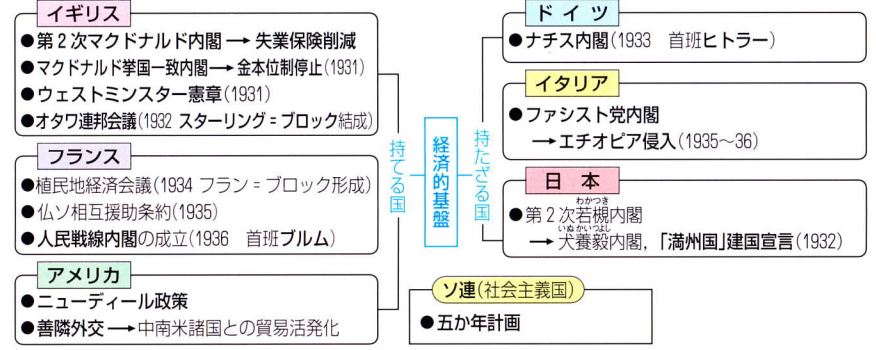 イギリス
●第2次マクドナルド内閣→失業保険削減
●マクドナルド挙国一致内閣→金本位制停止(1931)
●ウェストミンスター憲章(1931)
●オタワ連邦会議(1932 スターリング=ブロック結成)
フランス
●植民地経済会議(1934 フラン=ブロック形成)
●仏ソ相互援助条約(1935)
●人民戦線内閣の成立(1936 首班ブルム)
アメリカ
●ニューディール政策
●善隣外交→中南米諸国との貿易活発化
持てる国
経済的基盤
持たざる国
ドイツ
●ナチス内閣(1933 首班ヒトラー)
イタリア
●ファシスト党内閣
→エチオピア侵入(1935～36)
日本
わかつき
●第2次若槻内閣
いぬかいつよし
→犬養毅内閣,「満州国」建国宣言(1932)
ソ連(社会主義国)
●五か年計画